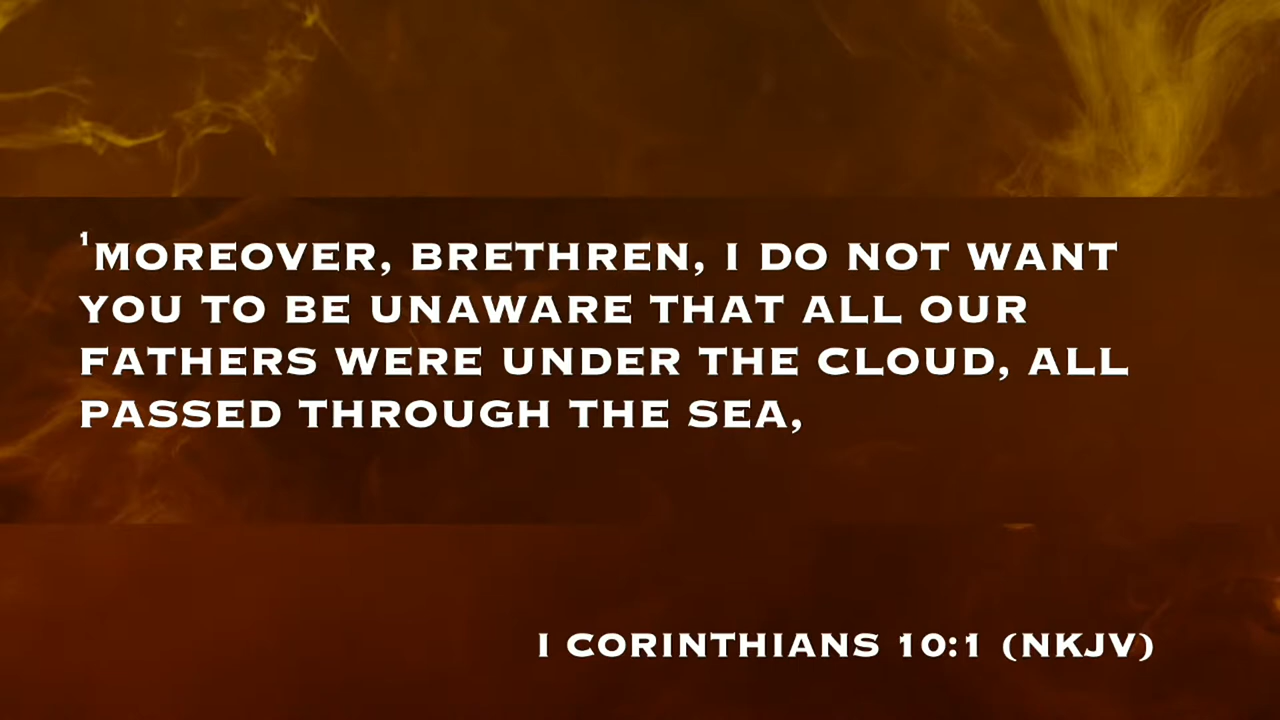 ¹MOREOVER, BRETHREN, I DO NOT WANT
YOU TO BE UNAWARE THAT ALL OUR
FATHERS WERE UNDER THE CLOUD, ALL
PASSED THROUGH THE SEA,
I CORINTHIANS 10:1 (NKJV)